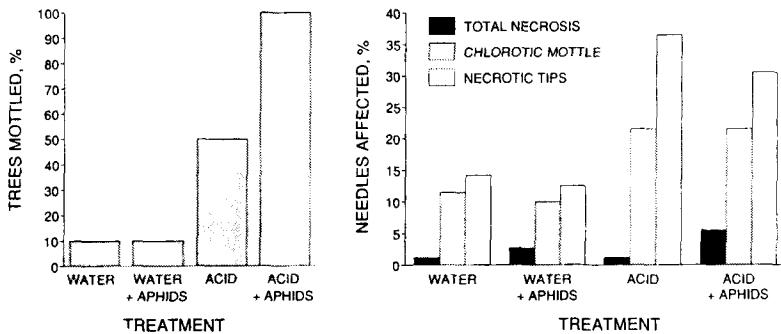 TREES MOTTLED, %
100
90
80
70
60
50
40
30
20
10
0
WATER
WATER
+ APHIDS
ACID
ACID
+ APHIDS
TREATMENT
NEEDLES AFFECTED, %
40
35
30
25
20
15
10
5
0
TOTAL NECROSIS
CHLOROTIC MOTTLE
NECROTIC TIPS
WATER
WATER
+ APHIDS
ACID
ACID
+ APHIDS
TREATMENT